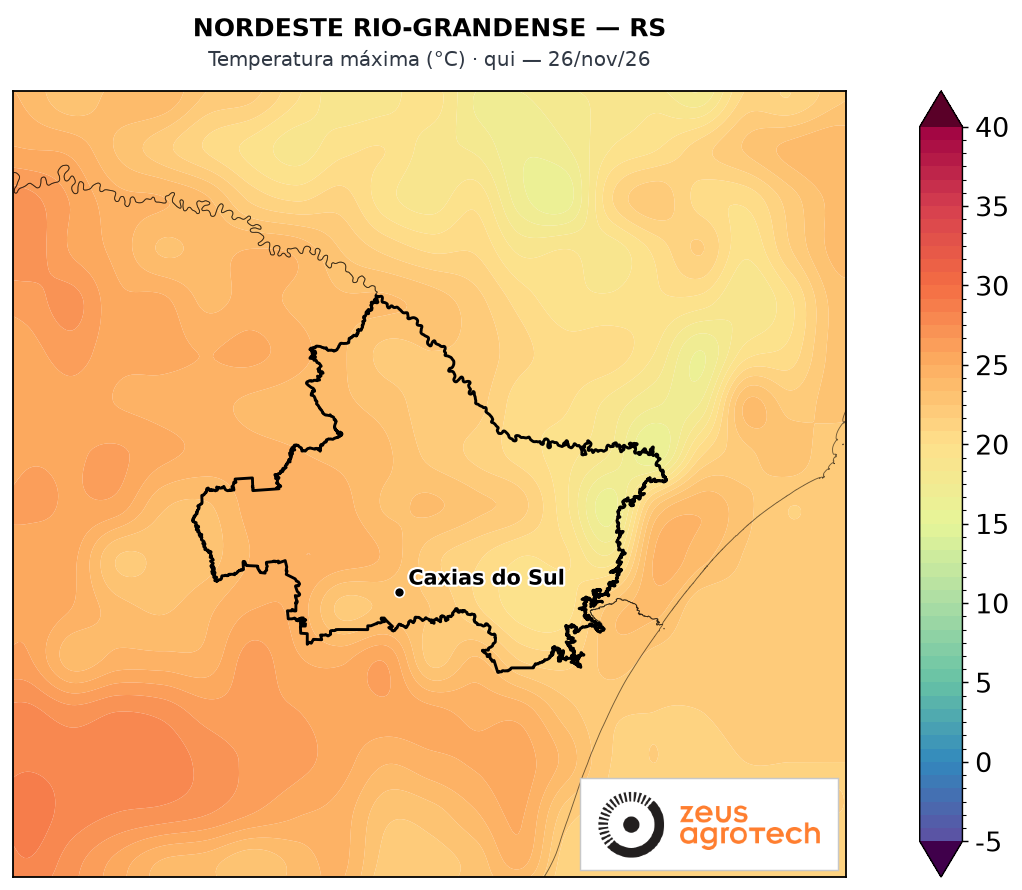 NORDESTE RIO-GRANDENSE — RS
Temperatura máxima (°C) · qui — 26/nov/26
40
35
30
25
20
15
10
5
0
-5
Caxias do Sul
zeus
agrotech